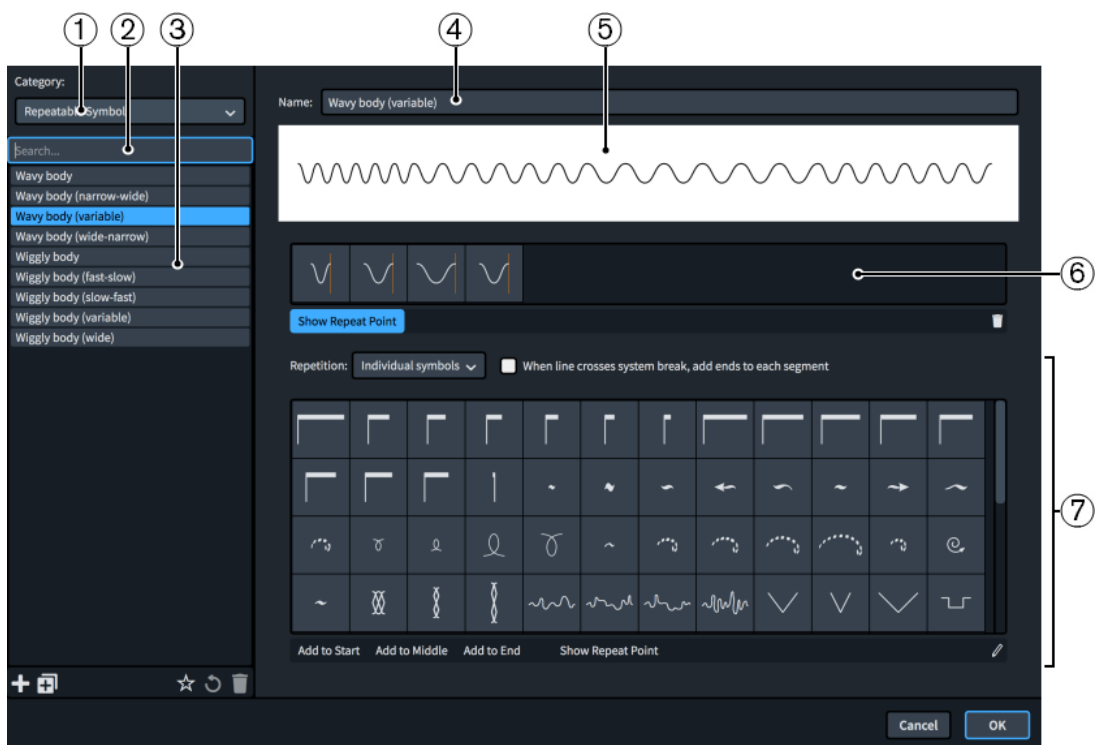 ① ② ③ ④ ⑤
Category:
Repeatable Symbol
Search...
Wavy body
Wavy body (narrow-wide)
Wavy body (variable)
Wavy body (wide-narrow)
Wiggly body
Wiggly body (fast-slow)
Wiggly body (slow-fast)
Wiggly body (variable)
Wiggly body (wide)
Name: Wavy body (variable)
⑥
Show Repeat Point
Repetition: Individual symbols When line crosses system break, add ends to each segment
⑦
Add to Start Add to Middle Add to End Show Repeat Point
Cancel OK